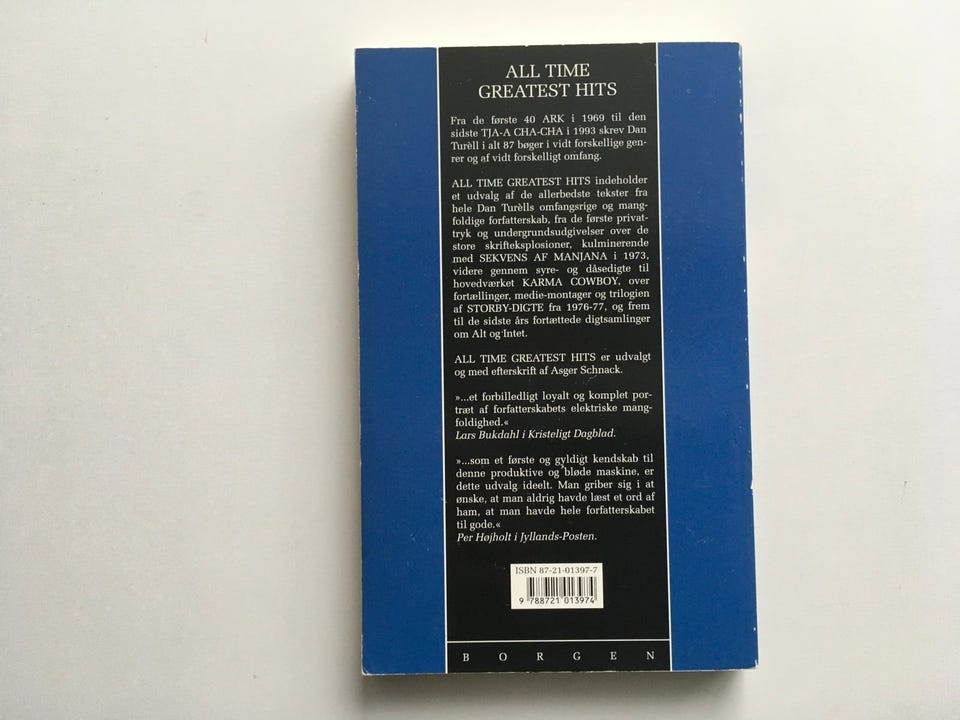 ALL TIME
GREATEST HITS
Fra de første 40 ARK i 1969 til den
sidste TJA-A CHA-CHA i 1993 skrev Dan
Turèll i alt 87 bøger i vidt forskellige gen-
rer og af vidt forskelligt omfang.
ALL TIME GREATEST HITS indeholder
et udvalg af de allerbedste tekster fra
hele Dan Turèlls omfangsrige og mang-
foldige forfatterskab, fra de første privat-
tryk og undergrundsudgivelser over de
store skrifteksplosioner, kulminerende
med SEKVENS AF MANJANA i 1973,
videre gennem syre- og dåsedigte til
hovedværket KARMA COWBOY, over
fortællinger, medie-montager og trilogien
af STORBY-DIGTE fra 1976-77, og frem
til de sidste års fortættede digtsamlinger
om Alt og Intet.
ALL TIME GREATEST HITS er udvalgt
og med efterskrift af Asger Schnack.
»...et forbilledligt loyalt og komplet por-
træt af forfatterskabets elektriske mang-
foldighed.«
Lars Bukdahl i Kristeligt Dagblad.
»...som et første og gyldigt kendskab til
denne produktive og bløde maskine, er
dette udvalg ideelt. Man griber sig i at
ønske, at man aldrig havde læst et ord af
ham, at man havde hele forfatterskabet
til gode.«
Per Højholt i Jyllands-Posten.
ISBN 87-21-01397-7
9 788721 013974
BORGEN